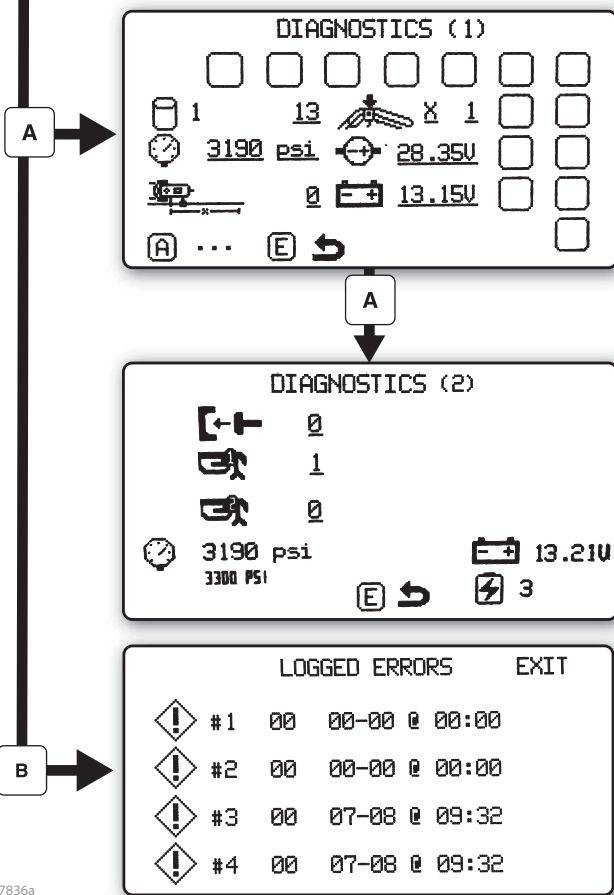 DIAGNOSTICS (1)
A
1 13 X 1
3190 psi 28.35V
0 13.15V
A ... E
A
DIAGNOSTICS (2)
0
1
0
3190 psi 13.21V
3300 PSI
E 3
LOGGED ERRORS EXIT
#1 00 00-00 @ 00:00
B
#2 00 00-00 @ 00:00
#3 00 07-08 @ 09:32
#4 00 07-08 @ 09:32
7836a